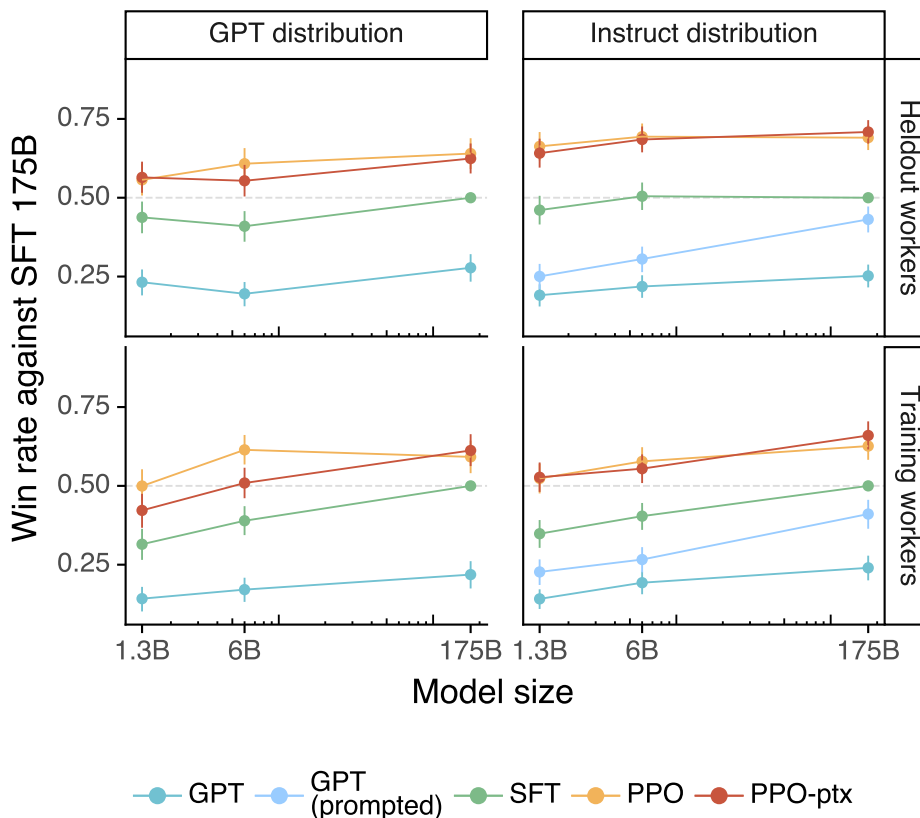 GPT distribution
Instruct distribution
Win rate against SFT 175B
0.75
0.50
0.25
Heldout workers
0.75
0.50
0.25
Training workers
1.3B
6B
175B
1.3B
6B
175B
Model size
GPT
GPT
(prompted)
SFT
PPO
PPO-ptx